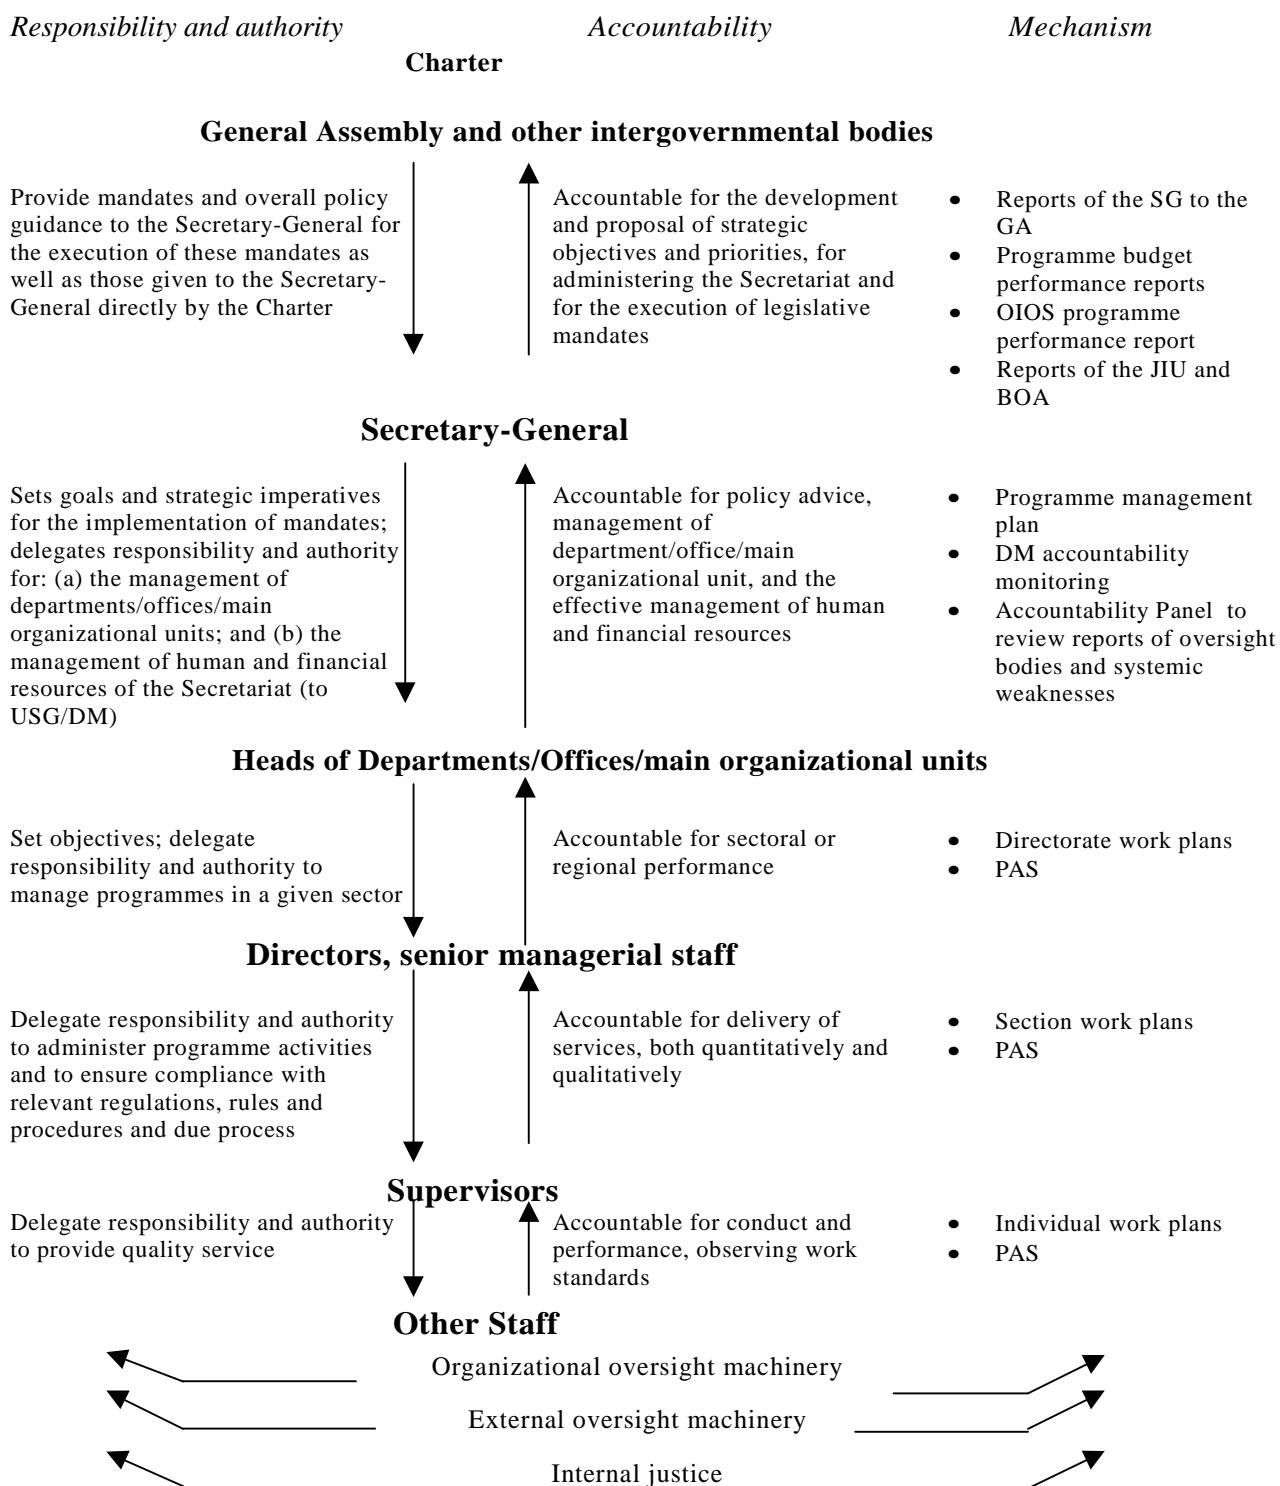 Responsibility and authority
Accountability
Mechanism
Charter
General Assembly and other intergovernmental bodies
Provide mandates and overall policy
guidance to the Secretary-General for
the execution of these mandates as
well as those given to the Secretary-
General directly by the Charter
Accountable for the development
and proposal of strategic
objectives and priorities, for
administering the Secretariat and
for the execution of legislative
mandates
• Reports of the SG to the
GA
• Programme budget
performance reports
• OIOS programme
performance report
• Reports of the JIU and
BOA
Secretary-General
Sets goals and strategic imperatives
for the implementation of mandates;
delegates responsibility and authority
for: (a) the management of
departments/offices/main
organizational units; and (b) the
management of human and financial
resources of the Secretariat (to
USG/DM)
Accountable for policy advice,
management of
department/office/main
organizational unit, and the
effective management of human
and financial resources
• Programme management
plan
• DM accountability
monitoring
• Accountability Panel to
review reports of oversight
bodies and systemic
weaknesses
Heads of Departments/Offices/main organizational units
Set objectives; delegate
responsibility and authority to
manage programmes in a given sector
Accountable for sectoral or
regional performance
• Directorate work plans
• PAS
Directors, senior managerial staff
Delegate responsibility and authority
to administer programme activities
and to ensure compliance with
relevant regulations, rules and
procedures and due process
Accountable for delivery of
services, both quantitatively and
qualitatively
• Section work plans
• PAS
Supervisors
Delegate responsibility and authority
to provide quality service
Accountable for conduct and
performance, observing work
standards
• Individual work plans
• PAS
Other Staff
Organizational oversight machinery
External oversight machinery
Internal justice